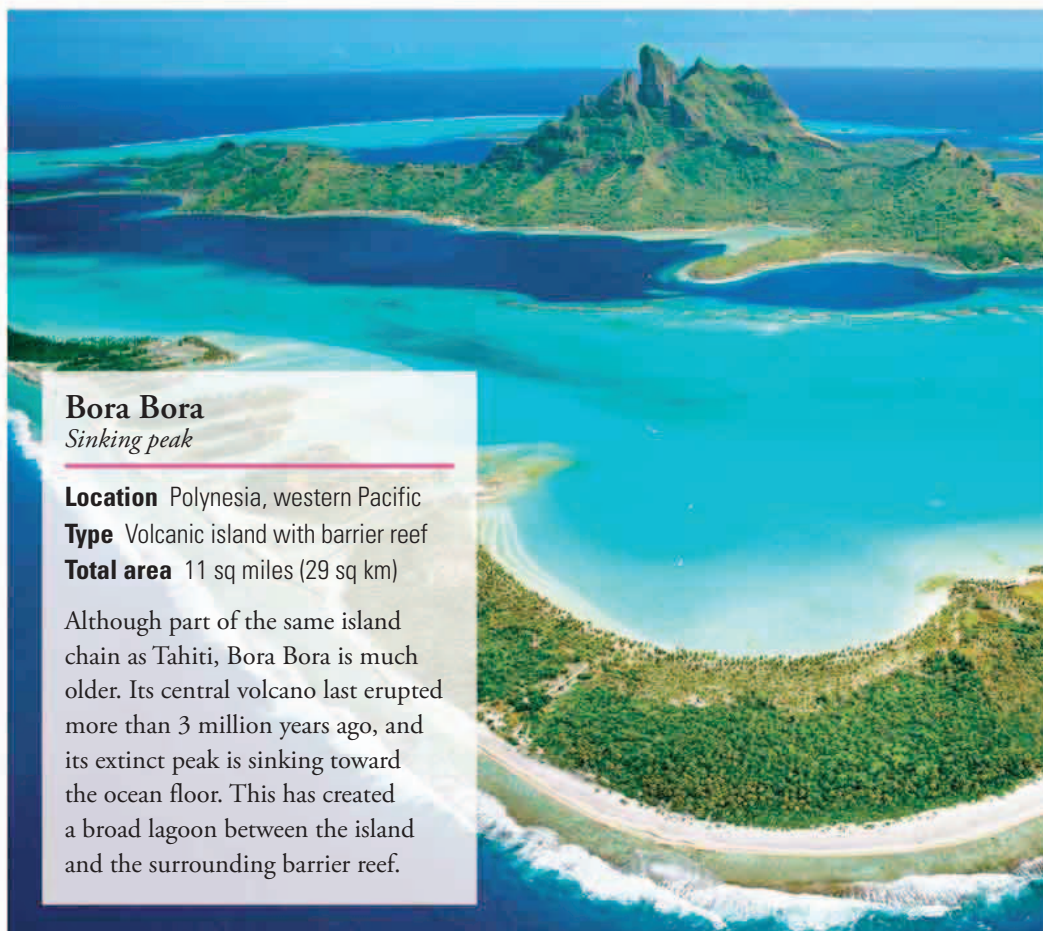 Bora Bora
Sinking peak
Location Polynesia, western Pacific
Type Volcanic island with barrier reef
Total area 11 sq miles (29 sq km)
Although part of the same island
chain as Tahiti, Bora Bora is much
older. Its central volcano last erupted
more than 3 million years ago, and
its extinct peak is sinking toward
the ocean floor. This has created
a broad lagoon between the island
and the surrounding barrier reef.